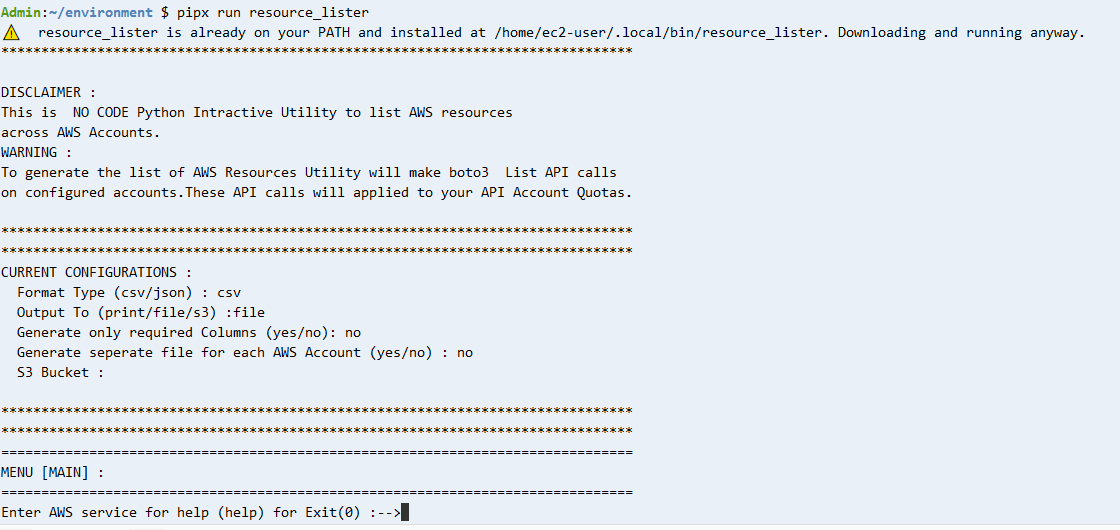 Admin:~/environment $ pipx run resource_lister
⚠ resource_lister is already on your PATH and installed at /home/ec2-user/.local/bin/resource_lister. Downloading and running anyway.
*******************************************************************************
DISCLAIMER :
This is  NO CODE Python Intractive Utility to list AWS resources
across AWS Accounts.
WARNING :
To generate the list of AWS Resources Utility will make boto3  List API calls
on configured accounts.These API calls will applied to your API Account Quotas.
*******************************************************************************
*******************************************************************************
CURRENT CONFIGURATIONS :
  Format Type (csv/json) : csv
  Output To (print/file/s3) :file
  Generate only required Columns (yes/no): no
  Generate seperate file for each AWS Account (yes/no) : no
  S3 Bucket :
*******************************************************************************
*******************************************************************************
===============================================================================
MENU [MAIN] :
===============================================================================
Enter AWS service for help (help) for Exit(0) :-->